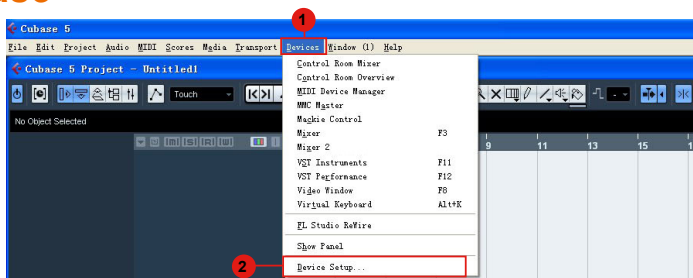 1
Cubase 5
File Edit Project Audio MIDI Scores Media Transport Devices Window (1) Help
Cubase 5 Project - Untitled1
Touch
No Object Selected
9 11 13 15
Control Room Mixer
Control Room Overview
MIDI Device Manager
MMC Master
Mackie Control
Mixer F3
Mixer 2
VST Instruments F11
VST Performance F12
Video Window F8
Virtual Keyboard Alt+K
FL Studio ReWire
Show Panel
2 Device Setup...